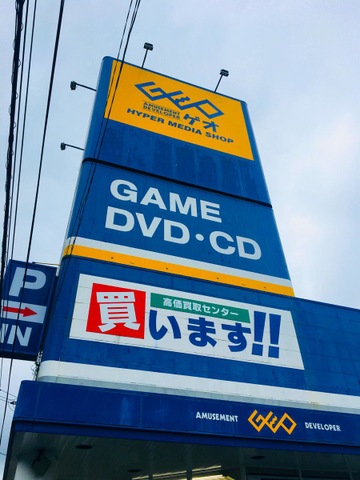 AMUSEMENT
DEVELOPER
GEO
ゲオ
HYPER MEDIA SHOP
GAME
DVD・CD
P
WN
高価買取センター
買います!!
AMUSEMENT GEO DEVELOPER